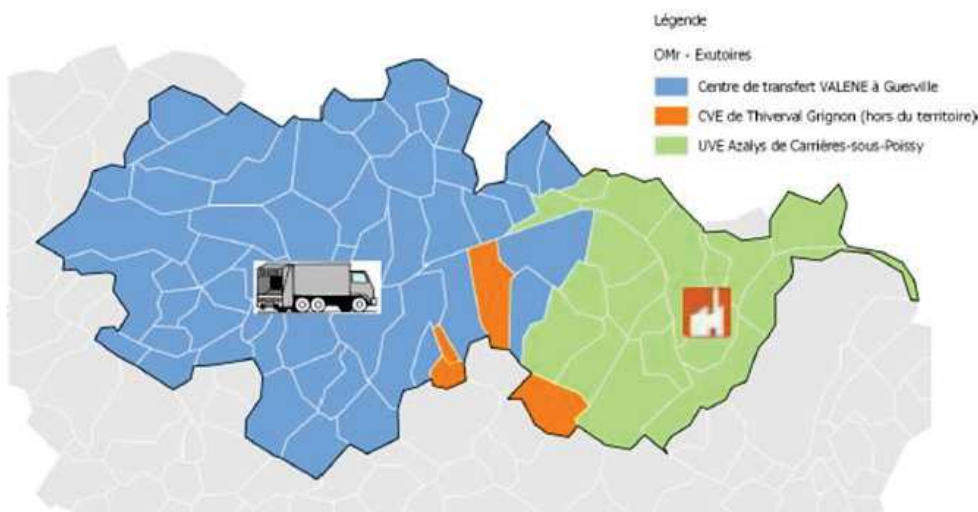 Légende
OMr - Exutoires
Centre de transfert VALENE à Guerville
CVE de Thiverval Grignon (hors du territoire)
UVE Azalys de Carrières-sous-Poissy